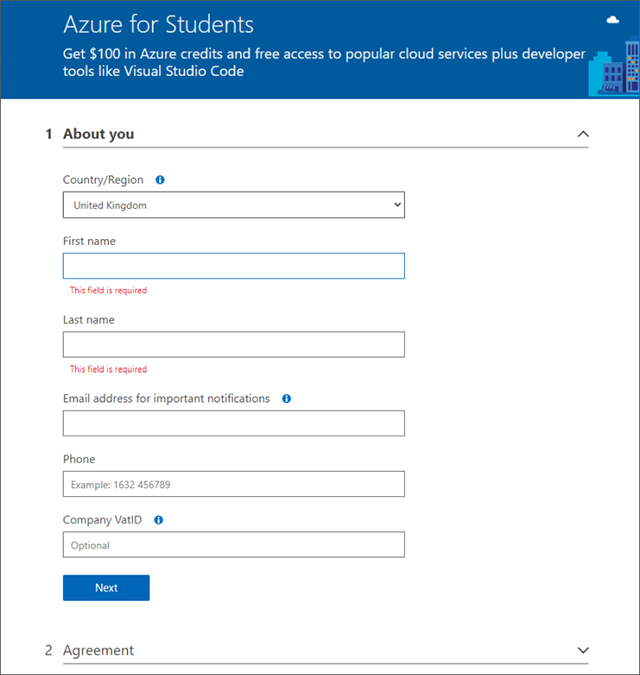 Azure for Students
Get $100 in Azure credits and free access to popular cloud services plus developer
tools like Visual Studio Code
1 About you
Country/Region
United Kingdom
First name
This field is required
Last name
This field is required
Email address for important notifications
Phone
Example: 1632 456789
Company VatID
Optional
Next
2 Agreement